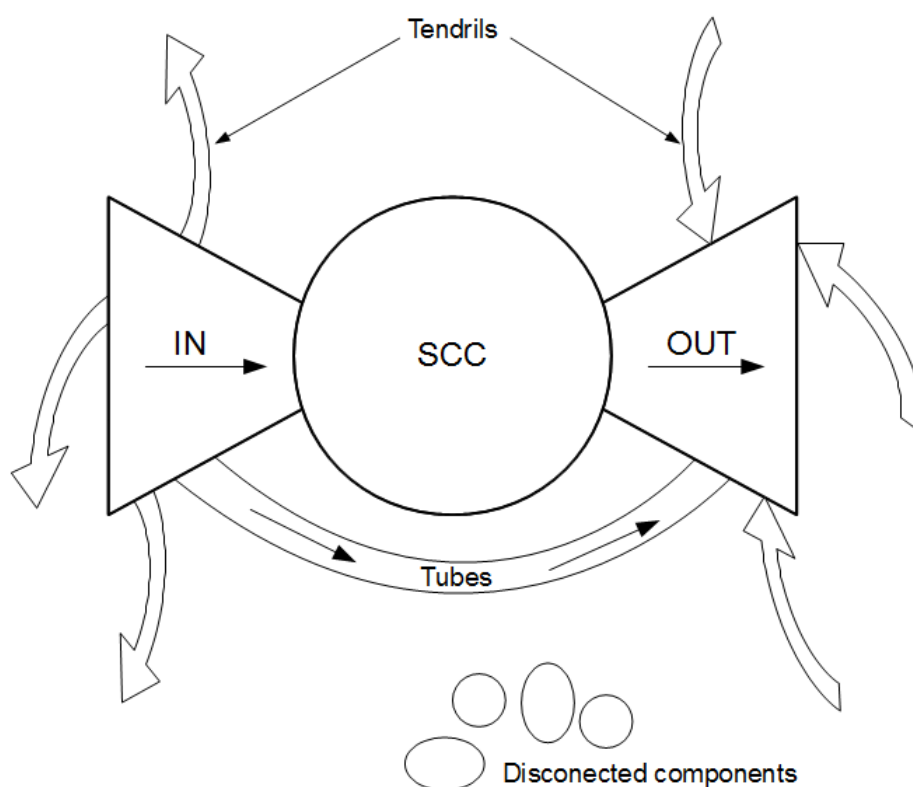 Tendrils
IN
SCC
OUT
Tubes
Disconected components